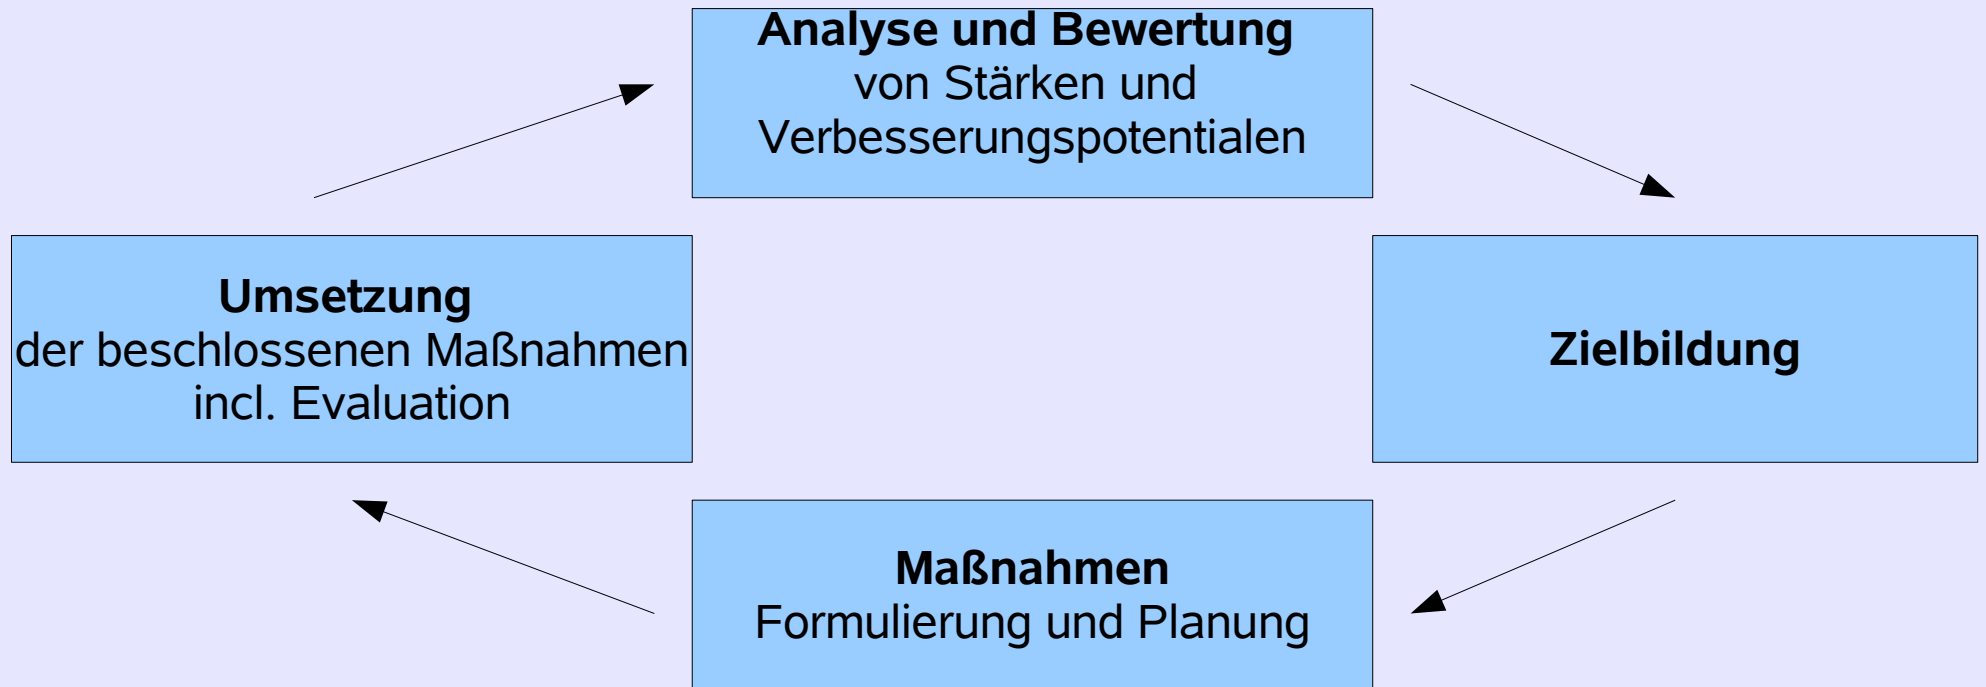 Analyse und Bewertung
von Stärken und
Verbesserungspotentialen
Umsetzung
der beschlossenen Maßnahmen
incl. Evaluation
Zielbildung
Maßnahmen
Formulierung und Planung